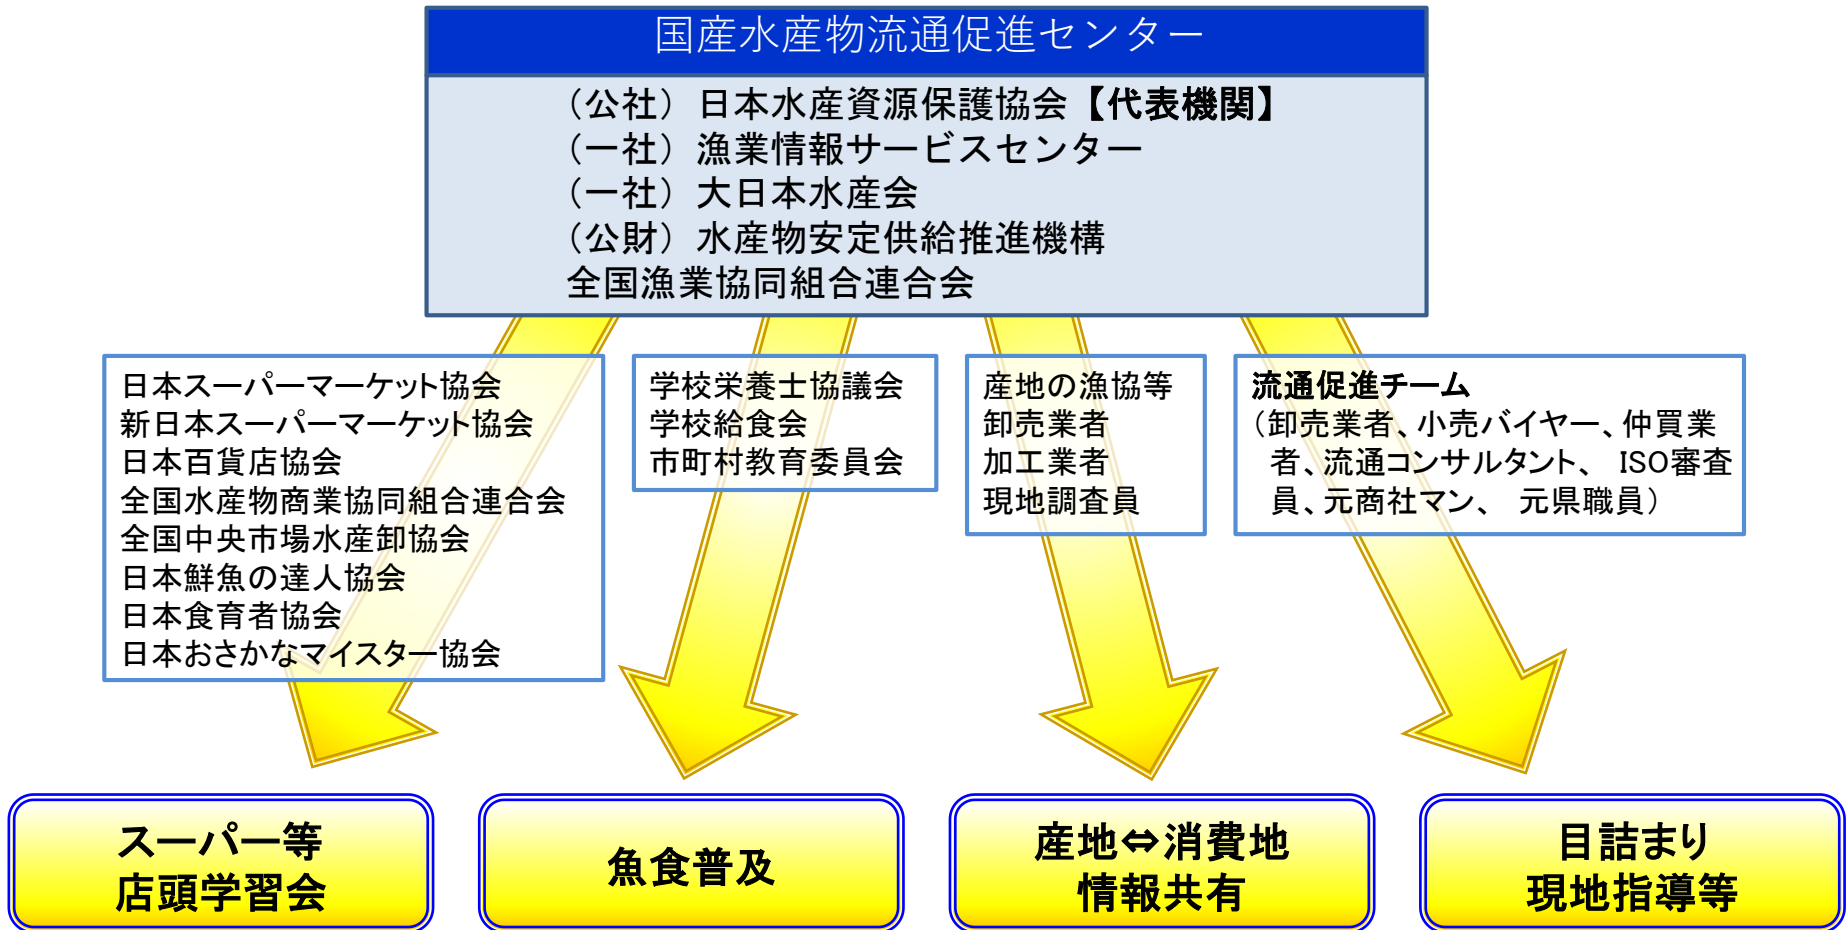 国産水産物流通促進センター
（公社）日本水産資源保護協会【代表機関】
（一社）漁業情報サービスセンター
（一社）大日本水産会
（公財）水産物安定供給推進機構
全国漁業協同組合連合会
日本スーパーマーケット協会
新日本スーパーマーケット協会
日本百貨店協会
全国水産物商業協同組合連合会
全国中央市場水産卸協会
日本鮮魚の達人協会
日本食育者協会
日本おさかなマイスター協会
学校栄養士協議会
学校給食会
市町村教育委員会
産地の漁協等
卸売業者
加工業者
現地調査員
流通促進チーム
（卸売業者、小売バイヤー、仲買業
者、流通コンサルタント、 ISO審査
員、元商社マン、 元県職員）
スーパー等
店頭学習会
魚食普及
産地⇔消費地
情報共有
目詰まり
現地指導等